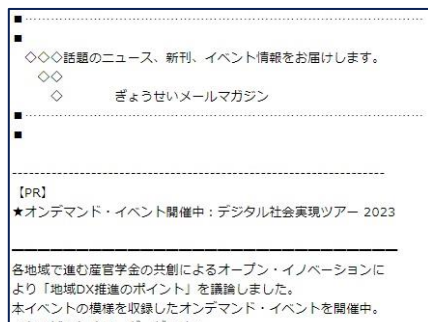 ■‥‥‥‥‥‥‥‥‥‥‥‥‥‥‥‥‥‥‥‥‥‥‥‥‥‥‥‥
■
◇◇◇話題のニュース、新刊、イベント情報をお届けします。
◇◇
◇ ぎょうせいメールマガジン
■‥‥‥‥‥‥‥‥‥‥‥‥‥‥‥‥‥‥‥‥‥‥‥‥‥‥‥‥
■
------------------------------------------------------------
【PR】
★オンデマンド・イベント開催中：デジタル社会実現ツアー 2023
━━━━━━━━━━━━━━━━━━━━━━━━━━━━━━
各地域で進む産官学金の共創によるオープン・イノベーションに
より「地域DX推進のポイント」を議論しました。
本イベントの模様を収録したオンデマンド・イベントを開催中。